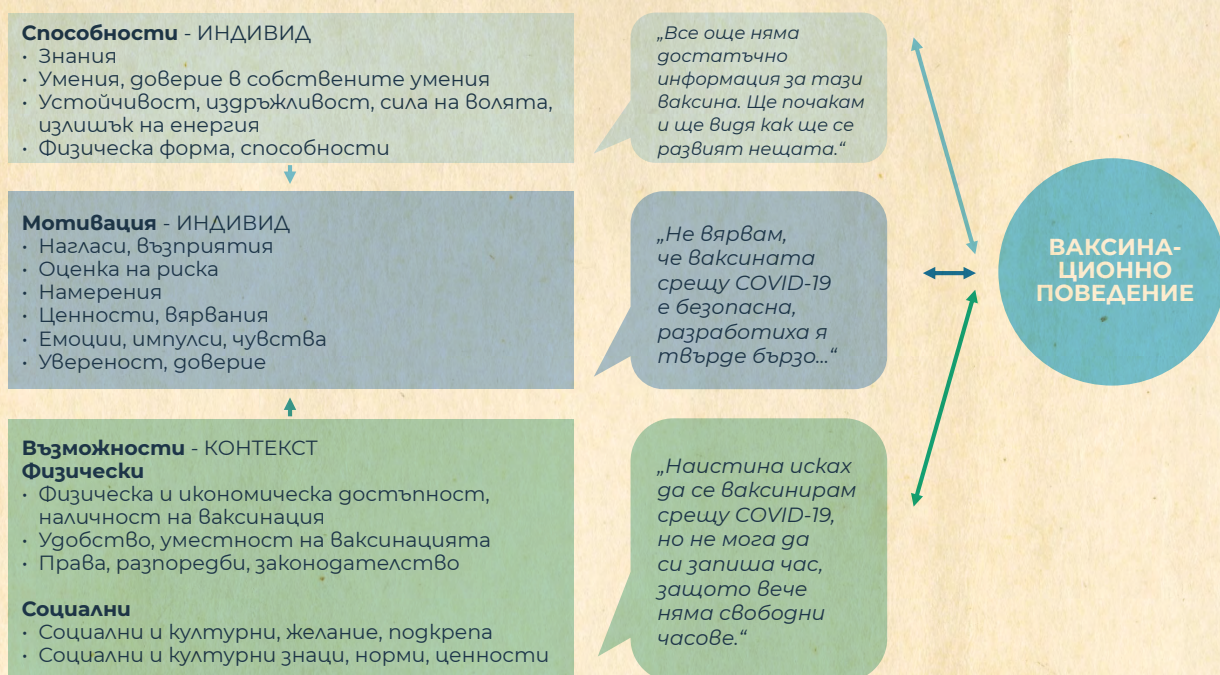 Способности - ИНДИВИД
• Знания
• Умения, доверие в собствените умения
• Устойчивост, издръжливост, сила на волята,
излишък на енергия
• Физическа форма, способности
„Все още няма
достатъчно
информация за тази
ваксина. Ще почакам
и ще видя как ще се
развият нещата.“
Мотивация - ИНДИВИД
• Нагласи, възприятия
• Оценка на риска
• Намерения
• Ценности, вярвания
• Емоции, импулси, чувства
• Увереност, доверие
„Не вярвам,
че ваксината
срещу COVID-19
е безопасна,
разработиха я
твърде бързо...“
ВАКСИНА-
ЦИОННО
ПОВЕДЕНИЕ
Възможности - КОНТЕКСТ
Физически
• Физическа и икономическа достъпност,
наличност на ваксинация
• Удобство, уместност на ваксинацията
• Права, разпоредби, законодателство
Социални
• Социални и културни, желание, подкрепа
• Социални и културни знаци, норми, ценности
„Наистина исках
да се ваксинирам
срещу COVID-19,
но не мога да
си запиша час,
защото вече
няма свободни
часове.“